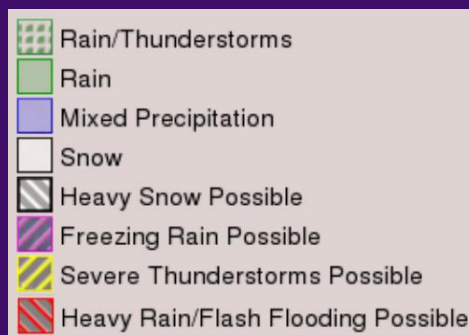 Rain/Thunderstorms
Rain
Mixed Precipitation
Snow
Heavy Snow Possible
Freezing Rain Possible
Severe Thunderstorms Possible
Heavy Rain/Flash Flooding Possible